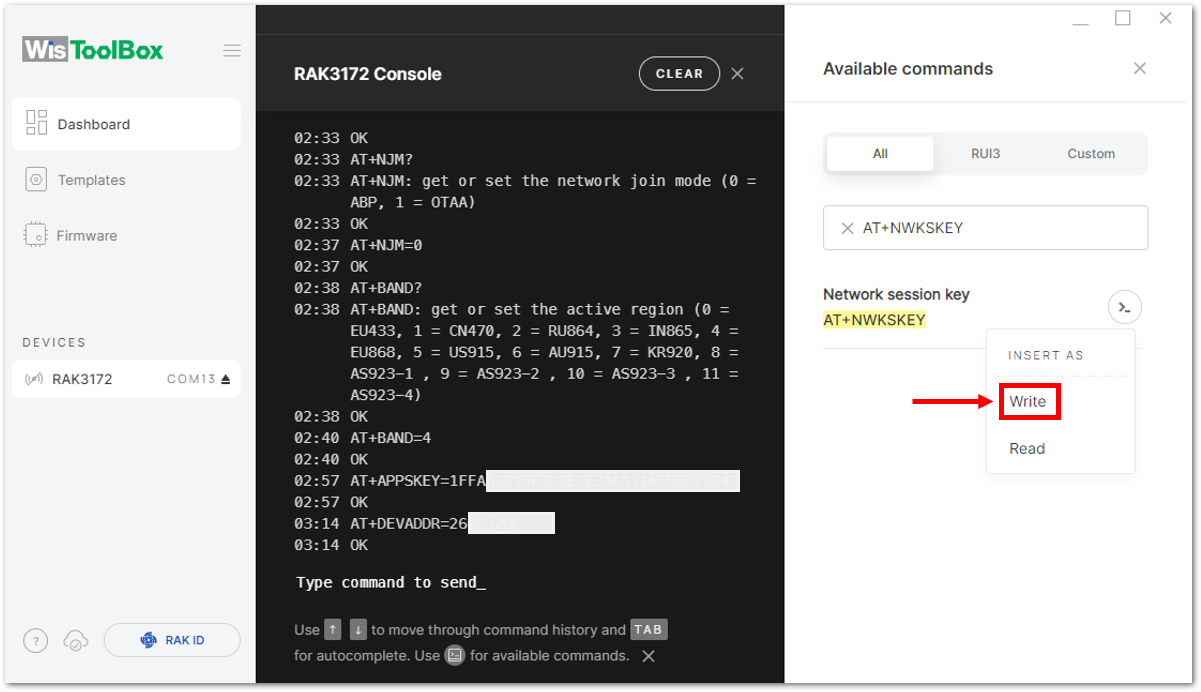 WisToolBox
Dashboard
Templates
Firmware
DEVICES
RAK3172 COM13
?
RAK ID
RAK3172 Console
CLEAR
02:33 OK
02:33 AT+NJM?
02:33 AT+NJM: get or set the network join mode (0 =
ABP, 1 = OTAA)
02:33 OK
02:37 AT+NJM=0
02:37 OK
02:38 AT+BAND?
02:38 AT+BAND: get or set the active region (0 =
EU433, 1 = CN470, 2 = RU864, 3 = IN865, 4 =
EU868, 5 = US915, 6 = AU915, 7 = KR920, 8 =
AS923-1 , 9 = AS923-2 , 10 = AS923-3 , 11 =
AS923-4)
02:38 OK
02:40 AT+BAND=4
02:40 OK
02:57 AT+APPSKEY=1FFA
02:57 OK
03:14 AT+DEVADDR=26
03:14 OK
Type command to send_
Use ↑ ↓ to move through command history and TAB
for autocomplete. Use for available commands.
Available commands
All RUI3 Custom
AT+NWKSKEY
Network session key
AT+NWKSKEY
INSERT AS
Write
Read